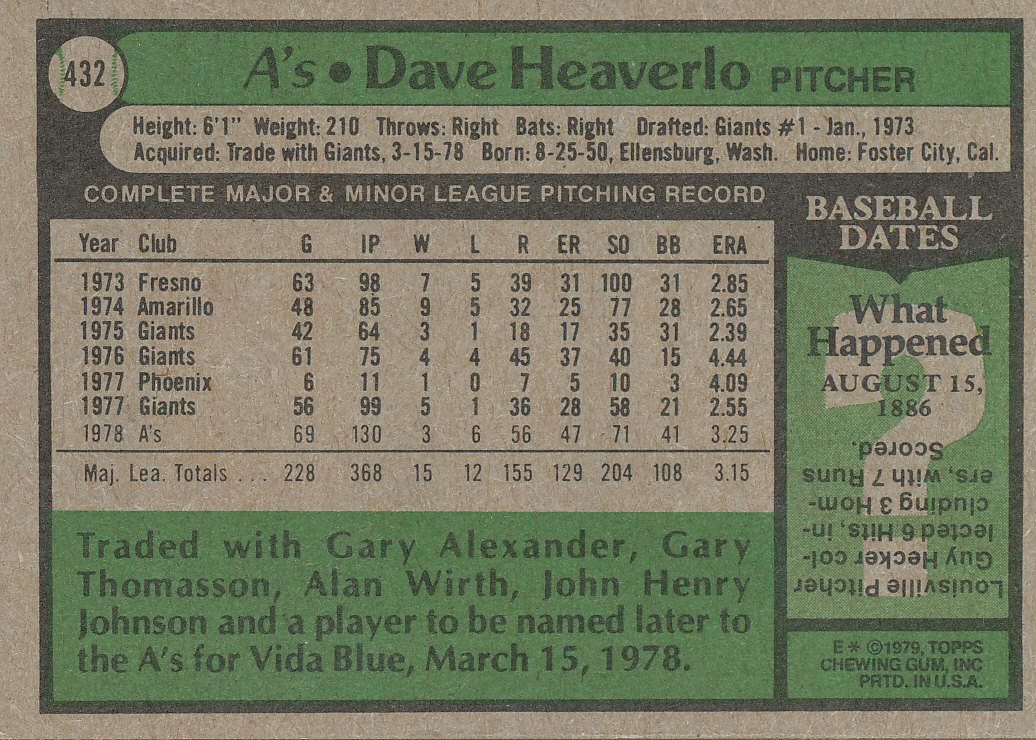 432
A's • Dave Heaverlo PITCHER
Height: 6'1" Weight: 210 Throws: Right Bats: Right Drafted: Giants #1 - Jan., 1973
Acquired: Trade with Giants, 3-15-78 Born: 8-25-50, Ellensburg, Wash. Home: Foster City, Cal.
COMPLETE MAJOR & MINOR LEAGUE PITCHING RECORD
Year Club G IP W L R ER SO BB ERA
1973 Fresno 63 98 7 5 39 31 100 31 2.85
1974 Amarillo 48 85 9 5 32 25 77 28 2.65
1975 Giants 42 64 3 1 18 17 35 31 2.39
1976 Giants 61 75 4 4 45 37 40 15 4.44
1977 Phoenix 6 11 1 0 7 5 10 3 4.09
1977 Giants 56 99 5 1 36 28 58 21 2.55
1978 A's 69 130 3 6 56 47 71 41 3.25
Maj. Lea. Totals . . . 228 368 15 12 155 129 204 108 3.15
Traded with Gary Alexander, Gary
Thomasson, Alan Wirth, John Henry
Johnson and a player to be named later to
the A's for Vida Blue, March 15, 1978.
BASEBALL
DATES
What
Happened
AUGUST 15,
1886
?
Louisville Pitcher
Guy Hecker col-
lected 6 Hits, in-
cluding 3 Hom-
ers, with 7 Runs
Scored.
E * ©1979, TOPPS
CHEWING GUM, INC
PRTD. IN U.S.A.